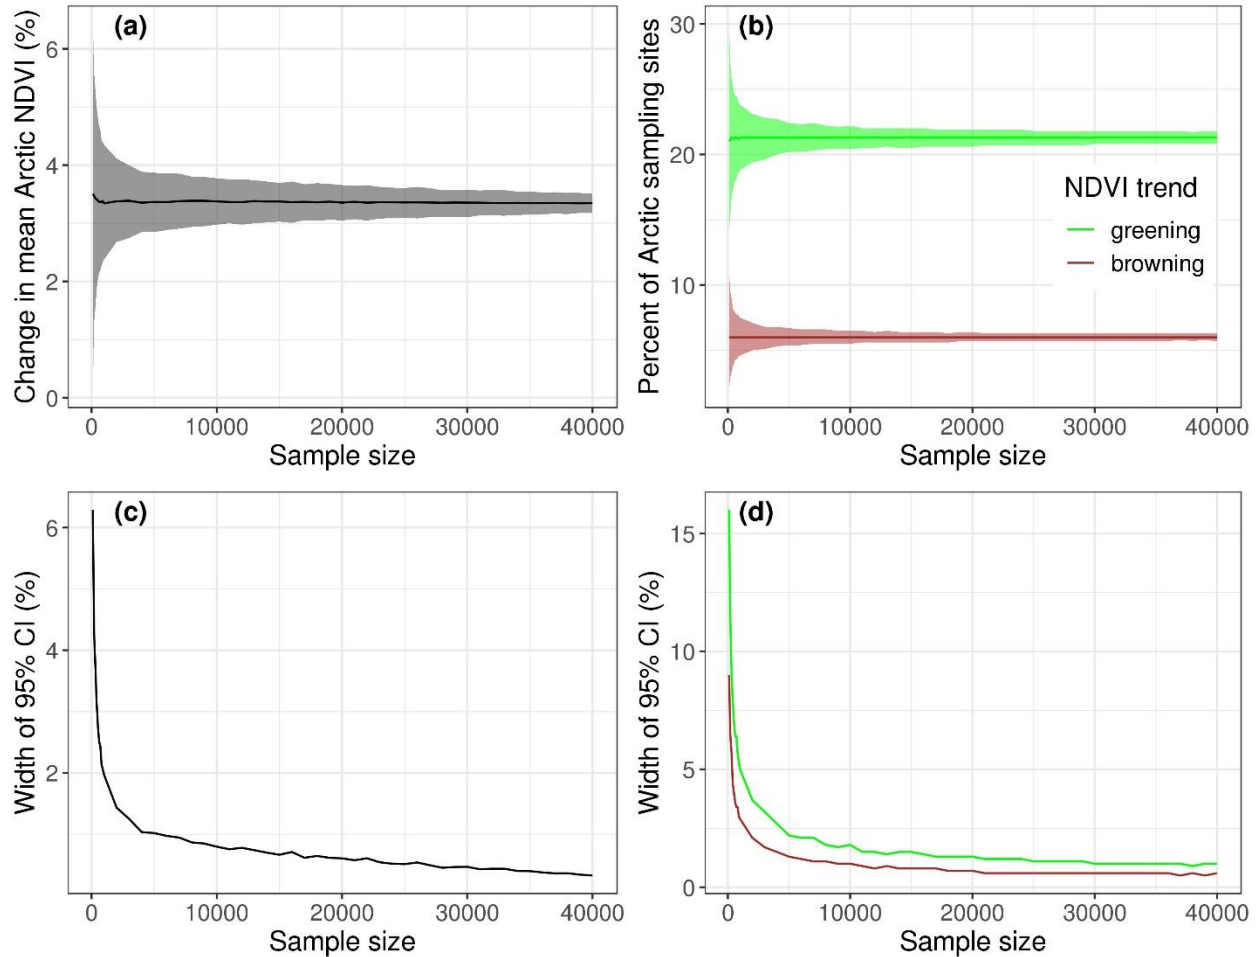 (a)
Change in mean Arctic NDVI (%)
6
4
2
0
0 10000 20000 30000 40000
Sample size
(b)
Percent of Arctic sampling sites
30
20
10
NDVI trend
greening
browning
0 10000 20000 30000 40000
Sample size
(c)
Width of 95% CI (%)
6
4
2
0 10000 20000 30000 40000
Sample size
(d)
Width of 95% CI (%)
15
10
5
0
0 10000 20000 30000 40000
Sample size